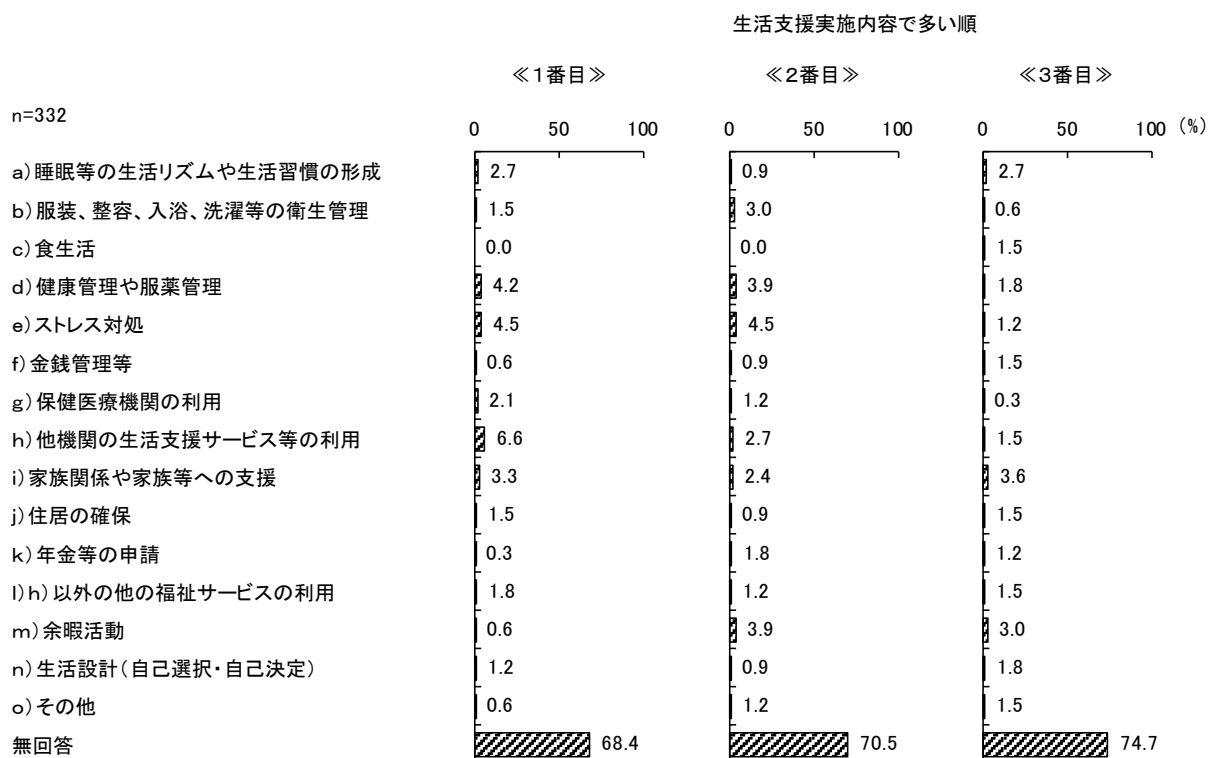 生活支援実施内容で多い順
≪1番目≫ ≪2番目≫ ≪3番目≫
n=332
0 50 100 0 50 100 0 50 100 (%)
a)睡眠等の生活リズムや生活習慣の形成 2.7 0.9 2.7
b)服装、整容、入浴、洗濯等の衛生管理 1.5 3.0 0.6
c)食生活 0.0 0.0 1.5
d)健康管理や服薬管理 4.2 3.9 1.8
e)ストレス対処 4.5 4.5 1.2
f)金銭管理等 0.6 0.9 1.5
g)保健医療機関の利用 2.1 1.2 0.3
h)他機関の生活支援サービス等の利用 6.6 2.7 1.5
i)家族関係や家族等への支援 3.3 2.4 3.6
j)住居の確保 1.5 0.9 1.5
k)年金等の申請 0.3 1.8 1.2
l)h)以外の他の福祉サービスの利用 1.8 1.2 1.5
m)余暇活動 0.6 3.9 3.0
n)生活設計(自己選択・自己決定) 1.2 0.9 1.8
o)その他 0.6 1.2 1.5
無回答 68.4 70.5 74.7